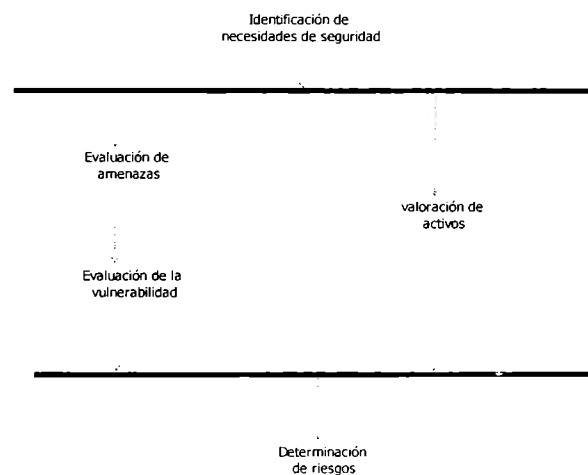 Identificación de
necesidades de seguridad
Evaluación de
amenazas
valoración de
activos
Evaluación de la
vulnerabilidad
Determinación
de riesgos